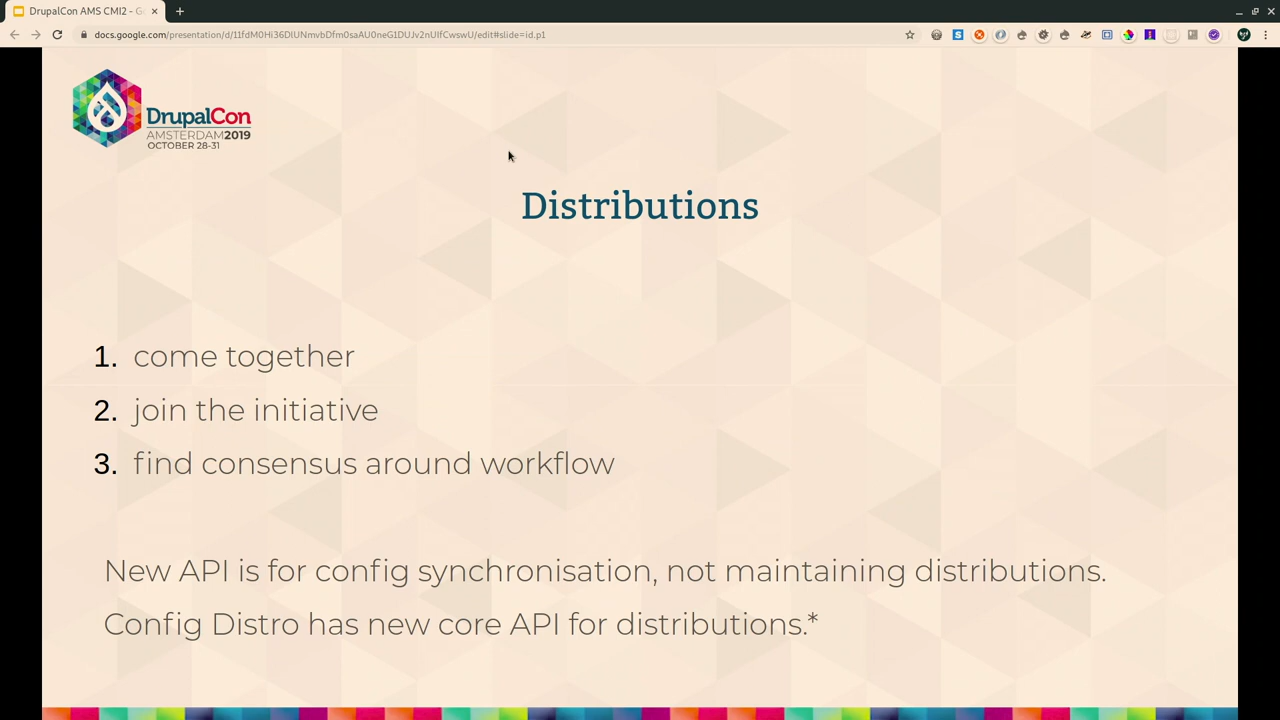 DrupalCon AMS CMI2 - G
docs.google.com/presentation/d/11fdM0Hi36DlUNmvbDfm0saAU0neG1DUJv2nUIfCwswU/edit#slide=id.p1
DrupalCon
AMSTERDAM2019
OCTOBER 28-31
Distributions
1. come together
2. join the initiative
3. find consensus around workflow
New API is for config synchronisation, not maintaining distributions.
Config Distro has new core API for distributions.*